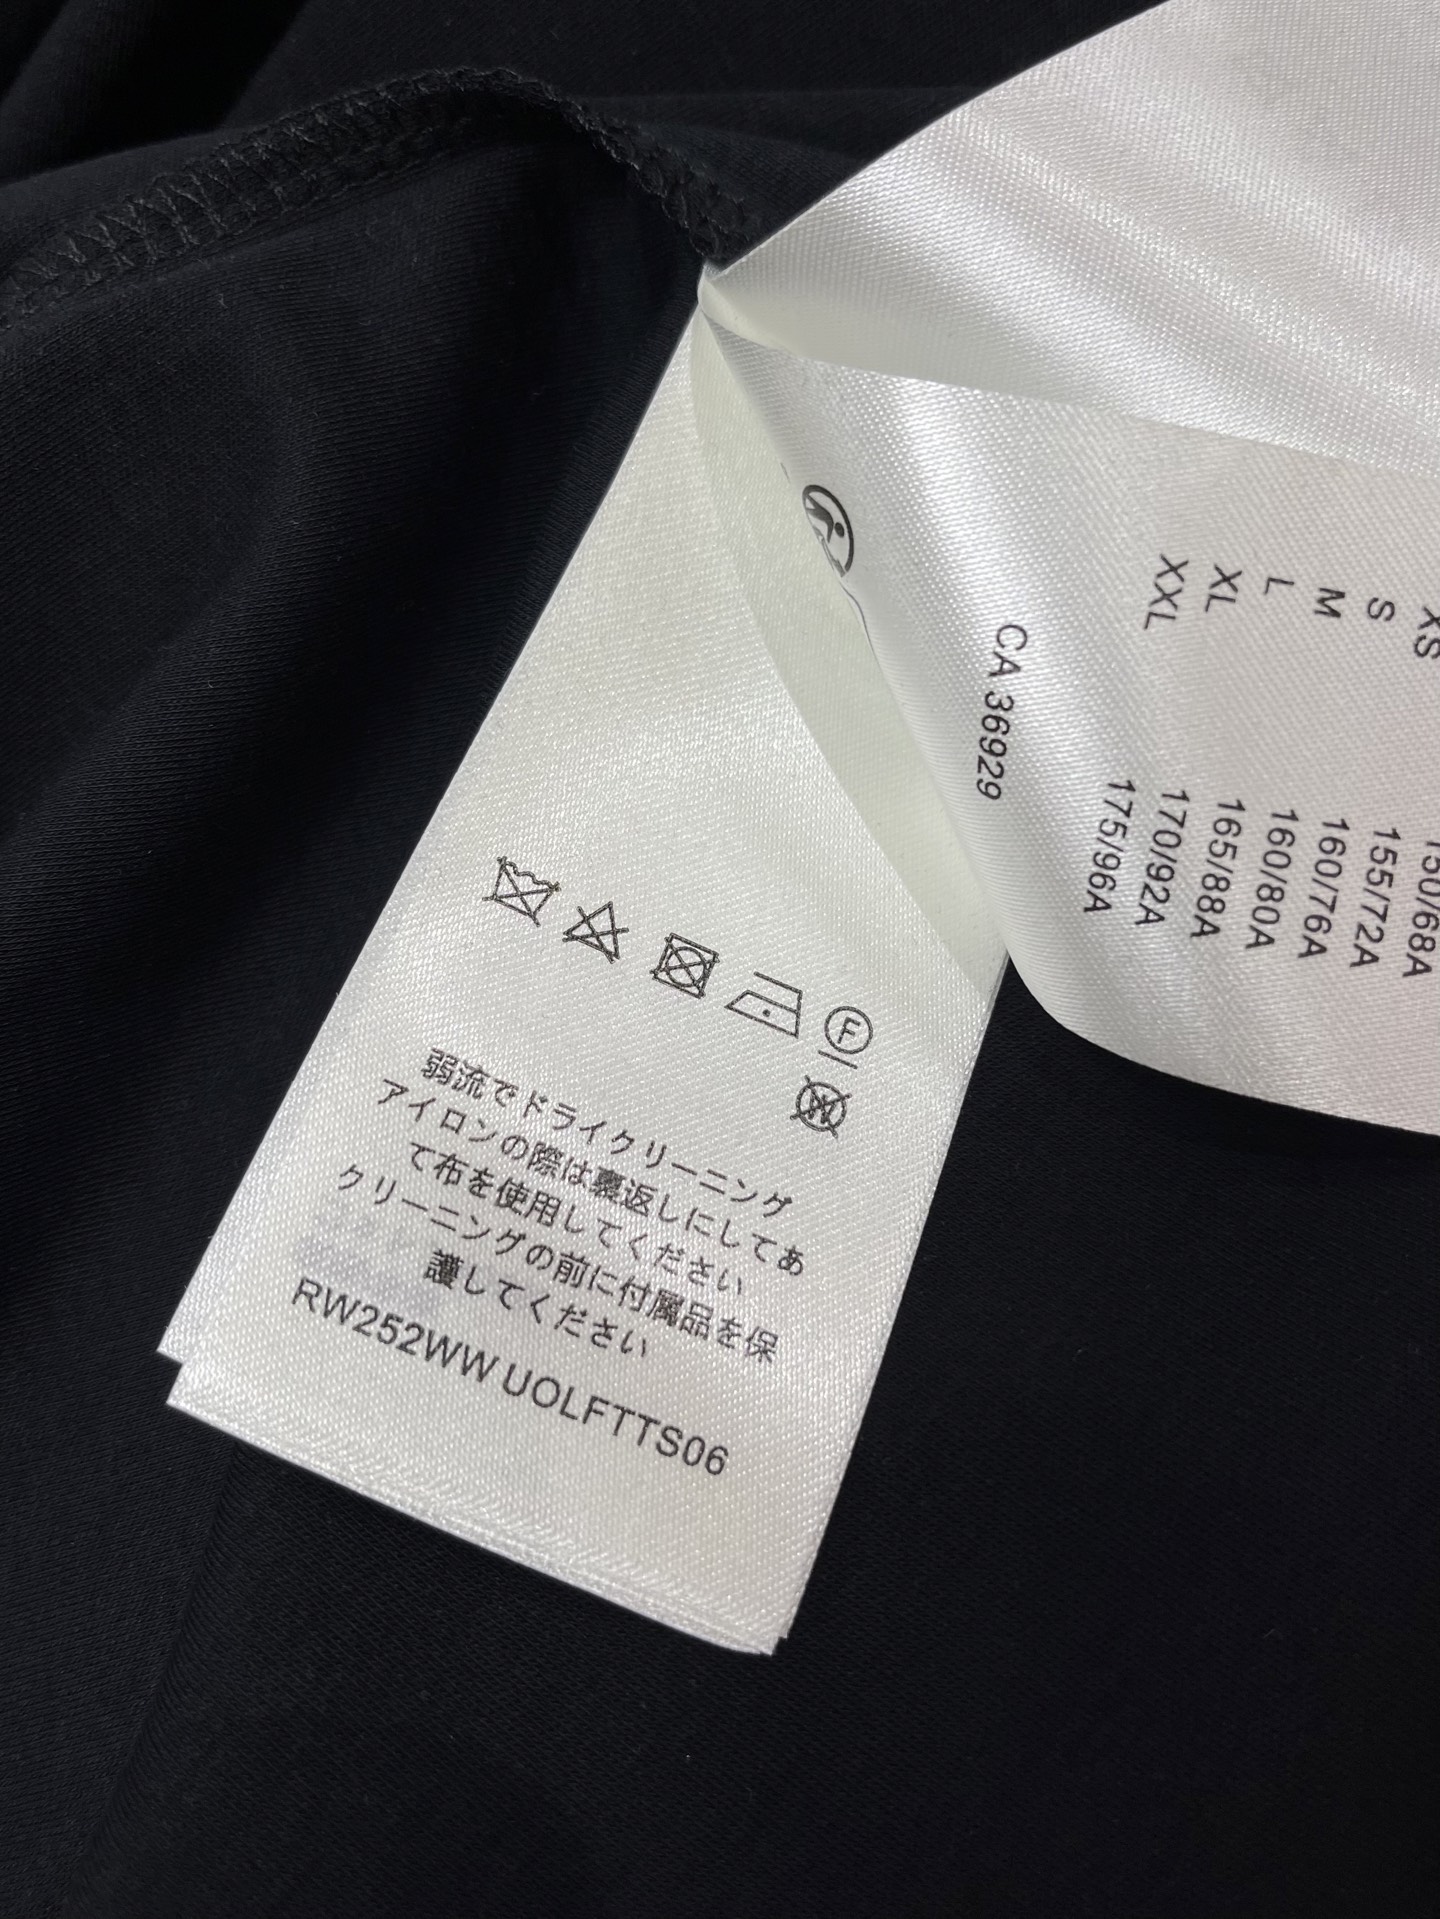 F
W
弱流でドライクリーニング
アイロンの際は裏返しにしてあ
て布を使用してください
クリーニングの前に付属品を保
護してください
RW252WWUOLFTTS06
XS 150/68A
S 155/72A
M 160/76A
L 160/80A
XL 165/88A
XXL 170/92A
175/96A
CA 36929